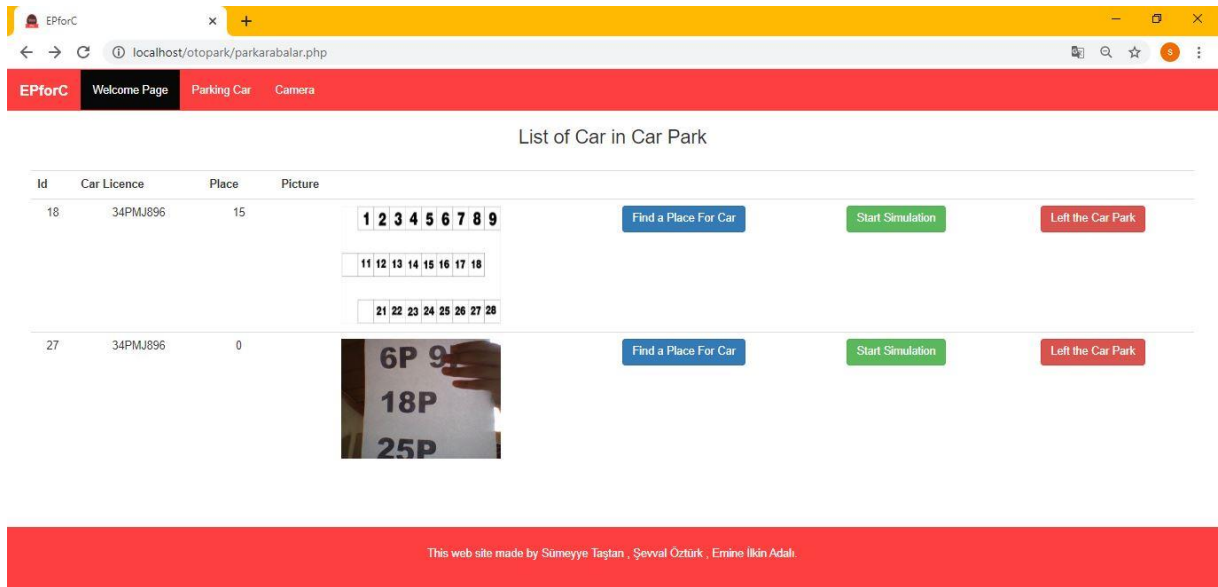 EPforC
localhost/otopark/parkarabalar.php
S
EPforC Welcome Page Parking Car Camera
List of Car in Car Park
Id Car Licence Place Picture
18 34PMJ896 15 Find a Place For Car Start Simulation Left the Car Park
1 2 3 4 5 6 7 8 9
11 12 13 14 15 16 17 18
21 22 23 24 25 26 27 28
27 34PMJ896 0 Find a Place For Car Start Simulation Left the Car Park
6P
18P
25P
This web site made by Sümeyye Taştan , Şevval Öztürk , Emine İlkin Adalı.